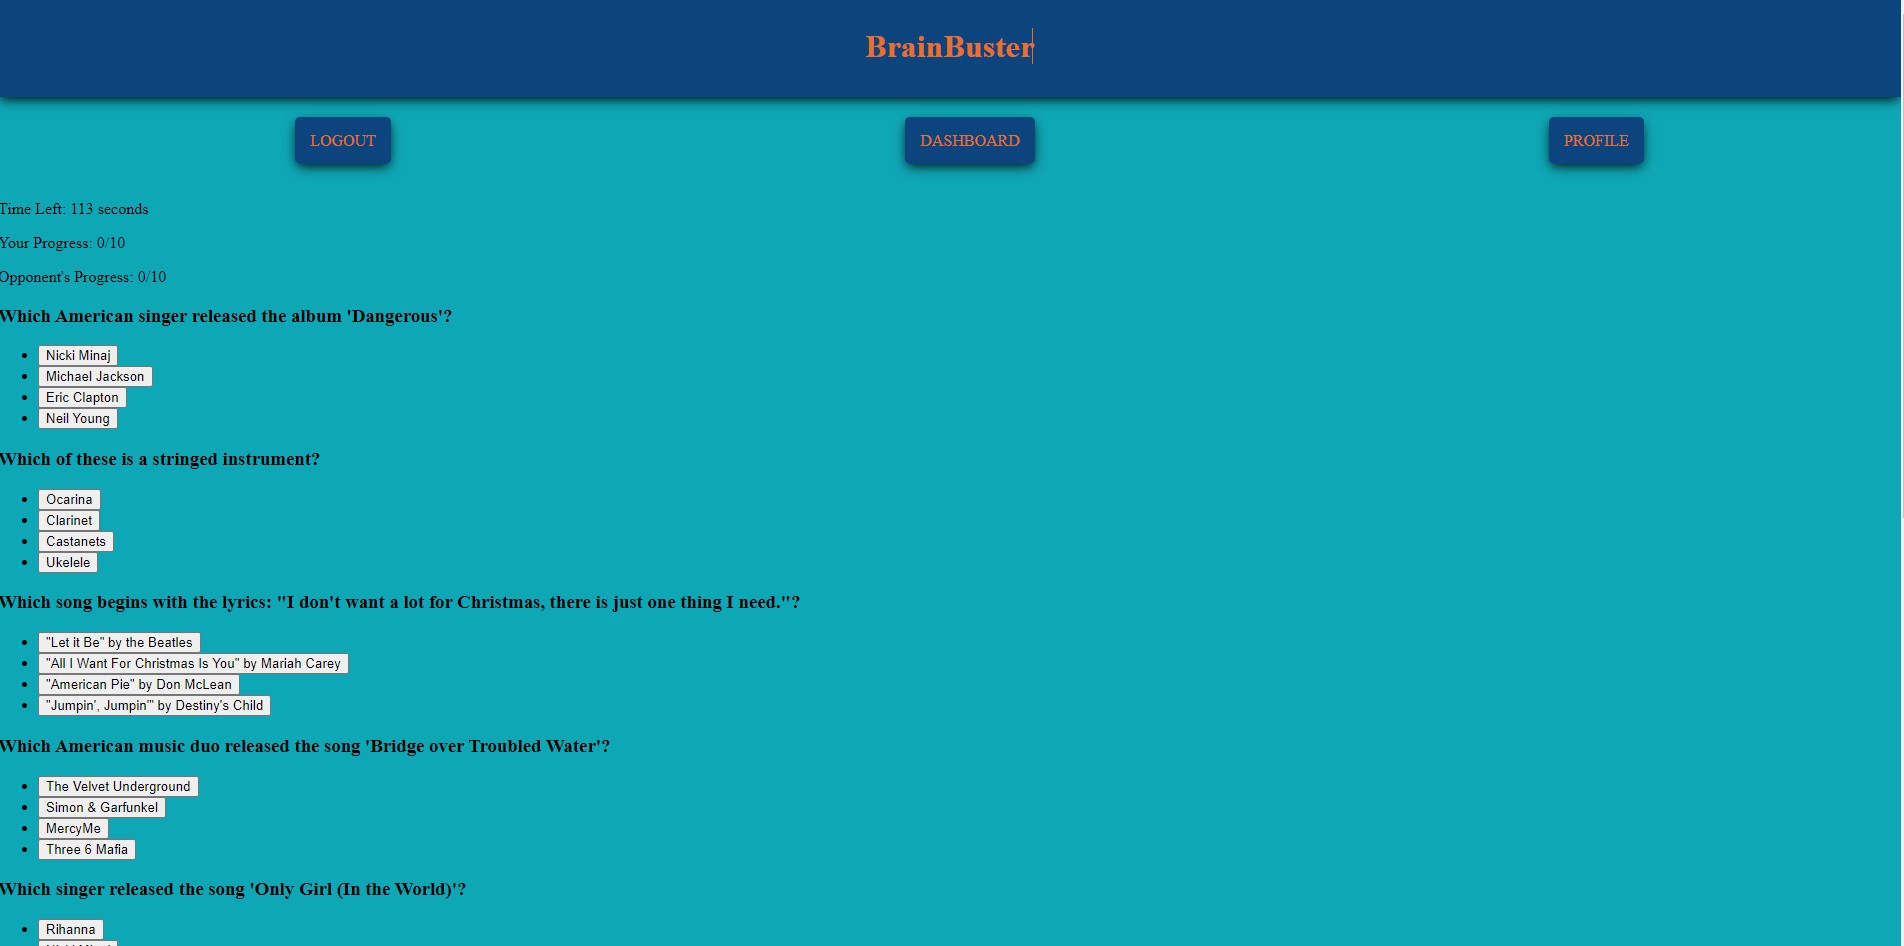 BrainBuster
LOGOUT DASHBOARD PROFILE
Time Left: 113 seconds
Your Progress: 0/10
Opponent's Progress: 0/10
Which American singer released the album 'Dangerous'?
Nicki Minaj
Michael Jackson
Eric Clapton
Neil Young
Which of these is a stringed instrument?
Ocarina
Clarinet
Castanets
Ukelele
Which song begins with the lyrics: "I don't want a lot for Christmas, there is just one thing I need."?
"Let it Be" by the Beatles
"All I Want For Christmas Is You" by Mariah Carey
"American Pie" by Don McLean
"Jumpin', Jumpin'" by Destiny's Child
Which American music duo released the song 'Bridge over Troubled Water'?
The Velvet Underground
Simon & Garfunkel
MercyMe
Three 6 Mafia
Which singer released the song 'Only Girl (In the World)'?
Rihanna